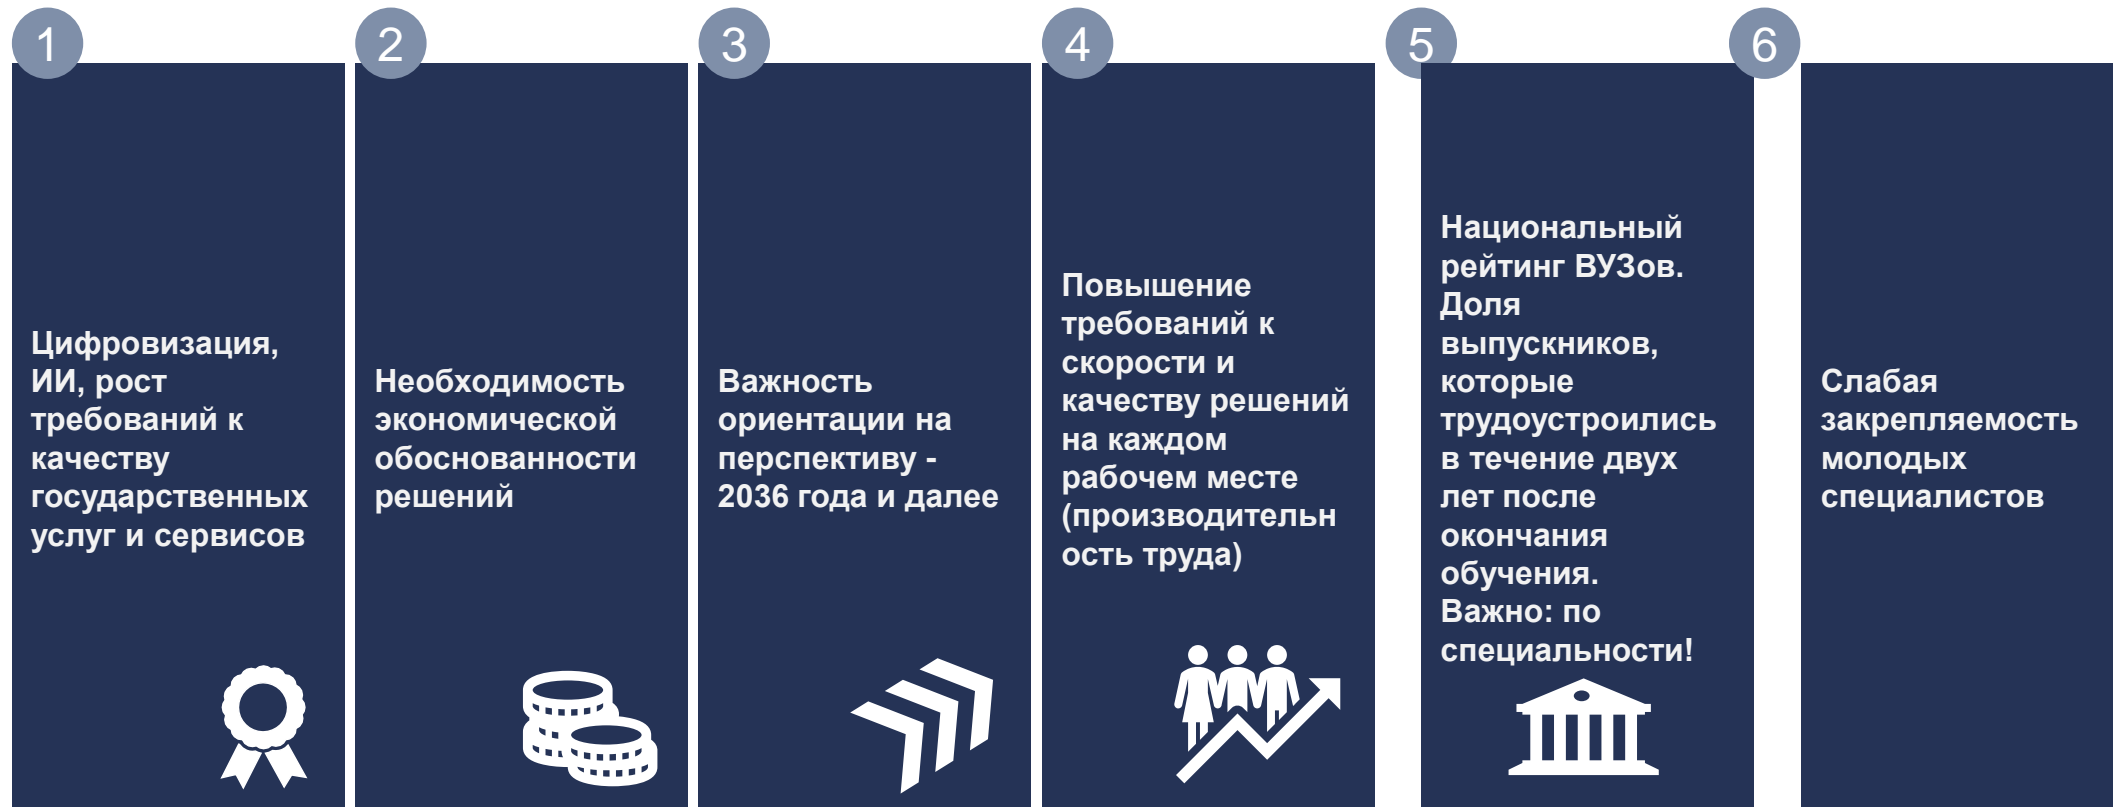 1
Цифровизация,
ИИ, рост
требований к
качеству
государственных
услуг и сервисов
2
Необходимость
экономической
обоснованности
решений
3
Важность
ориентации на
перспективу -
2036 года и далее
4
Повышение
требований к
скорости и
качеству решений
на каждом
рабочем месте
(производительн
ость труда)
5
Национальный
рейтинг ВУЗов.
Доля
выпускников,
которые
трудоустроились
в течение двух
лет после
окончания
обучения.
Важно: по
специальности!
6
Слабая
закрепляемость
молодых
специалистов